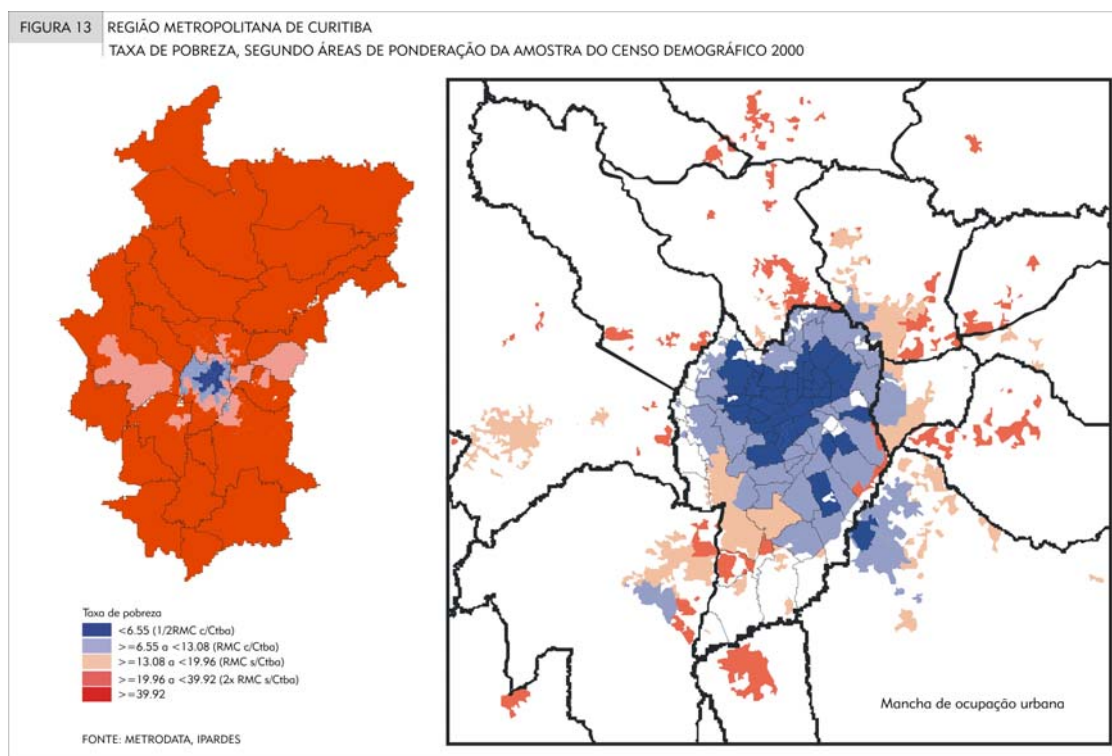 FIGURA 13
REGIÃO METROPOLITANA DE CURITIBA
TAXA DE POBREZA, SEGUNDO ÁREAS DE PONDERAÇÃO DA AMOSTRA DO CENSO DEMOGRÁFICO 2000
Taxa de pobreza
<6.55 (1/2RMC c/Ctba)
>=6.55 a <13.08 (RMC c/Ctba)
>=13.08 a <19.96 (RMC s/Ctba)
>=19.96 a <39.92 (2x RMC s/Ctba)
>=39.92
Mancha de ocupação urbana
FONTE: METRODATA, IPARDES